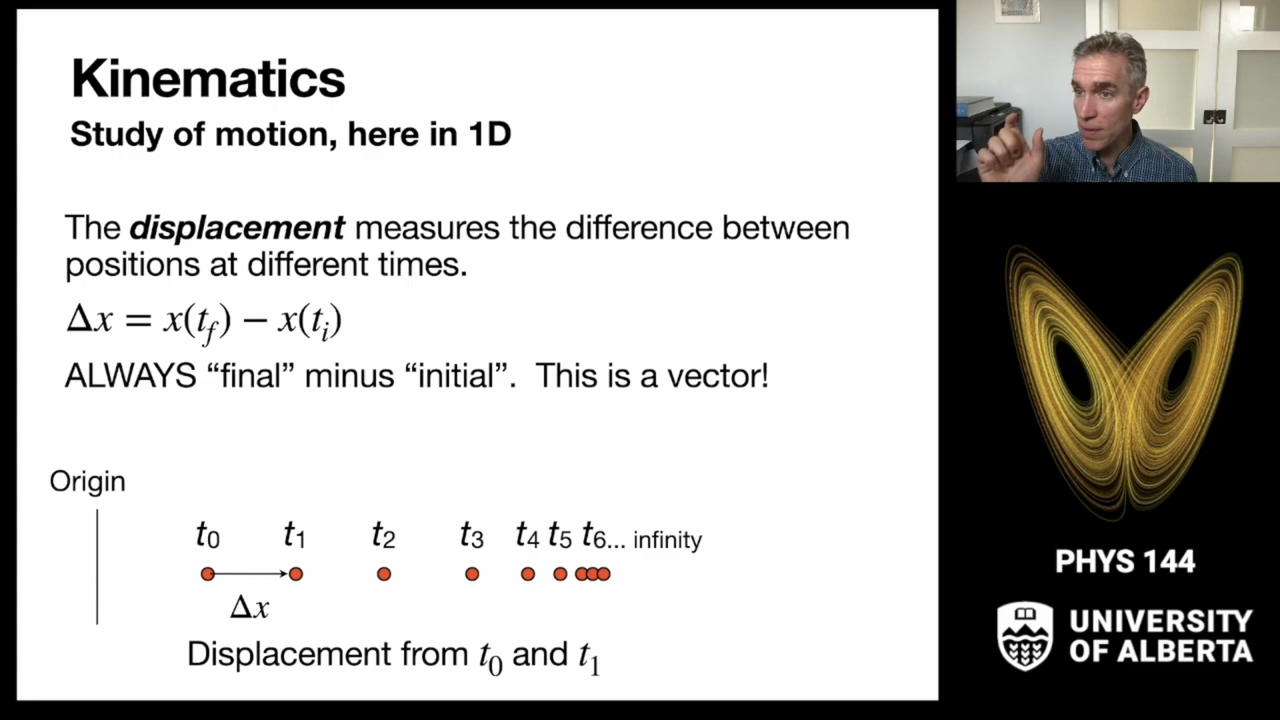 Kinematics
Study of motion, here in 1D
The displacement measures the difference between
positions at different times.
Δx = x(t_f) − x(t_i)
ALWAYS “final” minus “initial”.  This is a vector!
Origin
t₀ t₁ t₂ t₃ t₄ t₅ t₆... infinity
Δx
Displacement from t₀ and t₁
PHYS 144
UNIVERSITY
OF ALBERTA